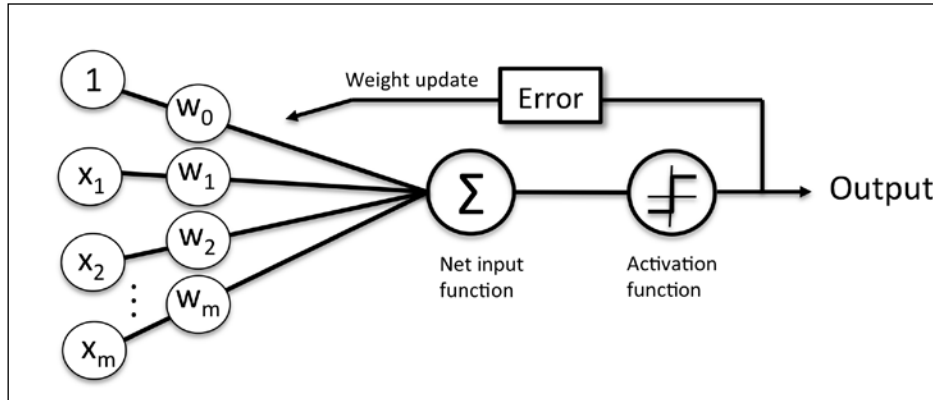 1
w0
x1
w1
x2
w2
⋮
xm
wm
Weight update
Error
Σ
Net input
function
Activation
function
Output